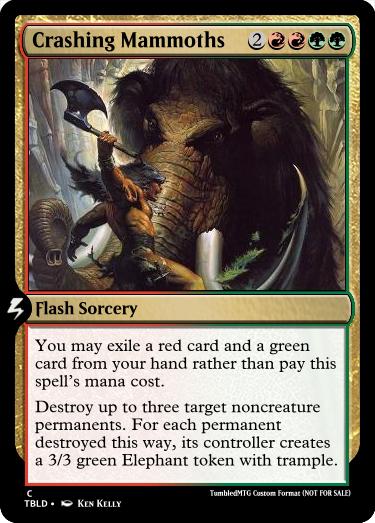 Crashing Mammoths 2
Flash Sorcery
You may exile a red card and a green
card from your hand rather than pay this
spell's mana cost.
Destroy up to three target noncreature
permanents. For each permanent
destroyed this way, its controller creates
a 3/3 green Elephant token with trample.
C
TBLD • Ken Kelly
TumbledMTG Custom Format (NOT FOR SALE)